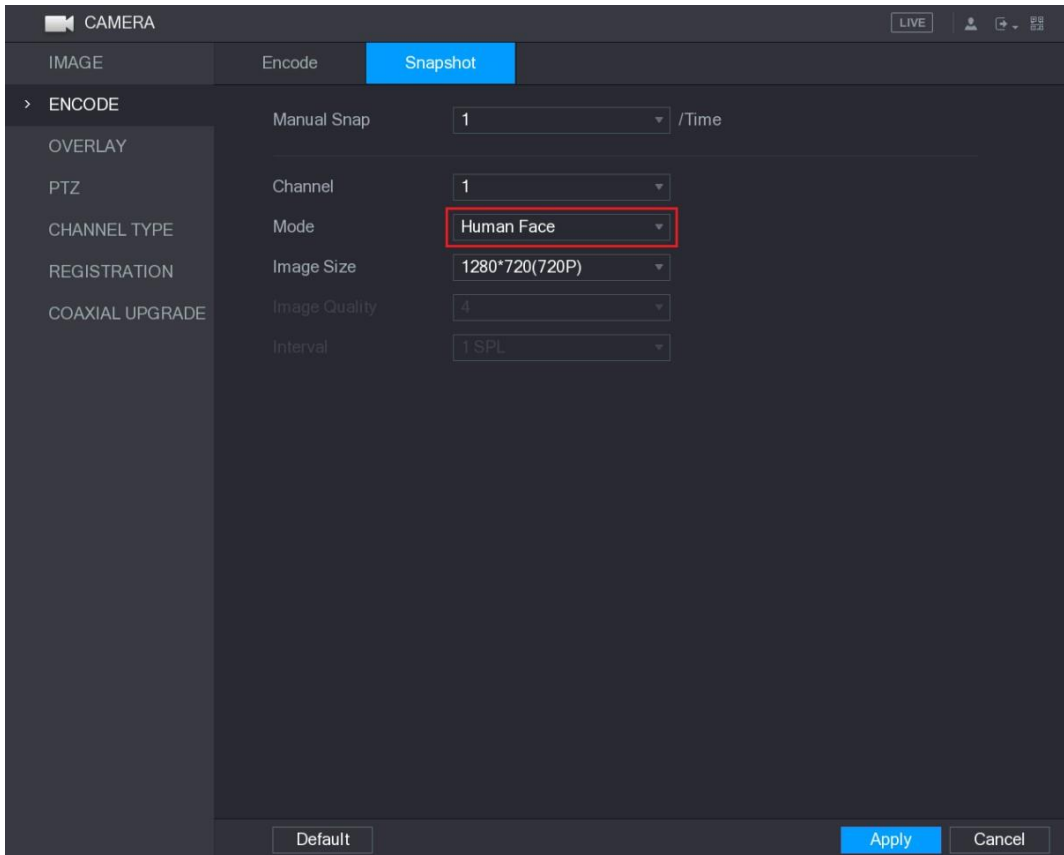 CAMERA
LIVE
IMAGE
Encode
Snapshot
> ENCODE
Manual Snap 1 /Time
OVERLAY
PTZ
Channel 1
CHANNEL TYPE
Mode Human Face
REGISTRATION
Image Size 1280*720(720P)
COAXIAL UPGRADE
Image Quality 4
Interval 1 SPL
Default
Apply
Cancel